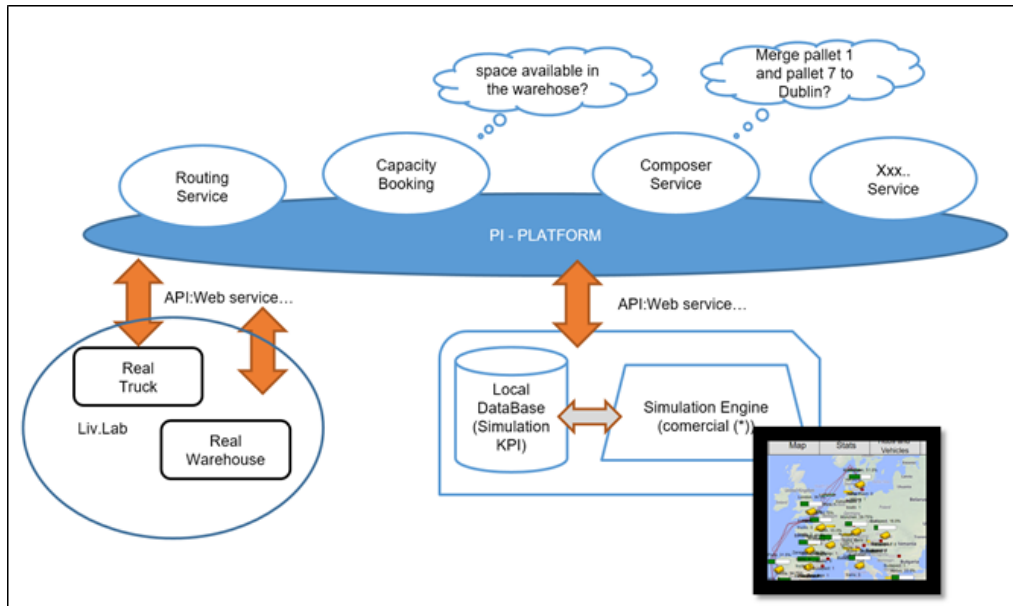 space available in
the warehose?
Merge pallet 1
and pallet 7 to
Dublin?
Routing
Service
Capacity
Booking
Composer
Service
Xxx..
Service
PI - PLATFORM
API:Web service…
API:Web service…
Real
Truck
Liv.Lab
Real
Warehouse
Local
DataBase
(Simulation
KPI)
Simulation Engine
(comercial (*))
Map
Stats
Vehicles